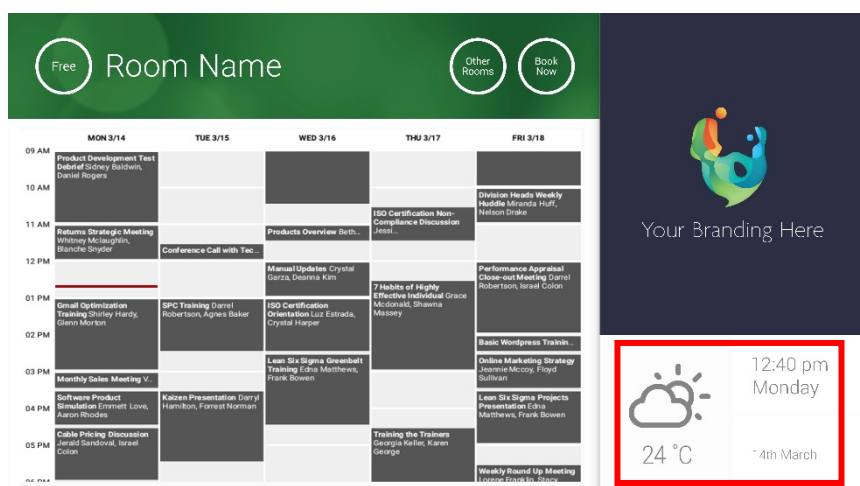 Free
Room Name
Other
Rooms
Book
Now
MON 3/14
TUE 3/15
WED 3/16
THU 3/17
FRI 3/18
09 AM
10 AM
11 AM
12 PM
01 PM
02 PM
03 PM
04 PM
05 PM
06 PM
Product Development Test
Debrief Sidney Baldwin,
Daniel Rogers
Returns Strategic Meeting
Whitney Mclaughlin,
Blanche Snyder
Gmail Optimization
Training Shirley Hardy,
Glenn Morton
Monthly Sales Meeting V...
Software Product
Simulation Emmett Love,
Aaron Rhodes
Cable Pricing Discussion
Jerald Sandoval, Israel
Colon
Conference Call with Tec...
SPC Training Darrel
Robertson, Agnes Baker
Kaizen Presentation Darryl
Hamilton, Forrest Norman
Products Overview Beth...
Manual Updates Crystal
Garza, Deanna Kim
ISO Certification
Orientation Luz Estrada,
Crystal Harper
Lean Six Sigma Greenbelt
Training Edna Matthews,
Frank Bowen
ISO Certification Non-
Compliance Discussion
Jessi...
7 Habits of Highly
Effective Individual Grace
Mcdonald, Shawna
Massey
Training the Trainers
Georgia Keller, Karen
George
Division Heads Weekly
Huddle Miranda Huff,
Nelson Drake
Performance Appraisal
Close-out Meeting Darrel
Robertson, Israel Colon
Basic Wordpress Trainin...
Online Marketing Strategy
Jeannie Mccoy, Floyd
Sullivan
Lean Six Sigma Projects
Presentation Edna
Matthews, Frank Bowen
Weekly Round Up Meeting
Lorene Franklin, Stacy
Your Branding Here
12:40 pm
Monday
24 °C
14th March